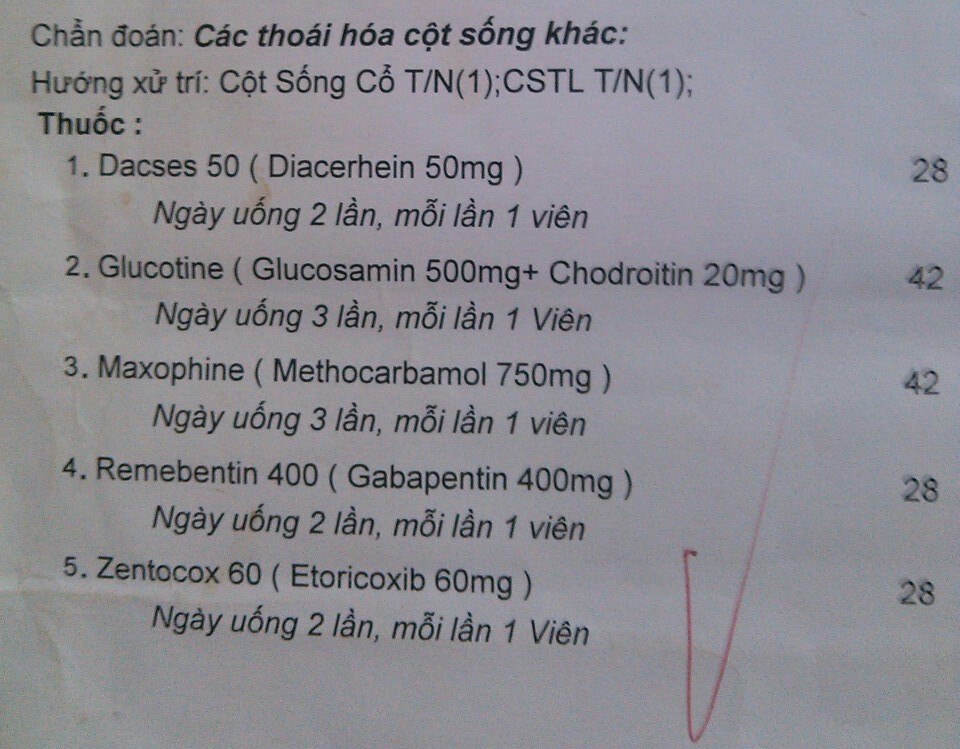 Chẩn đoán: Các thoái hóa cột sống khác:
Hướng xử trí: Cột Sống Cổ T/N(1);CSTL T/N(1);
Thuốc :
1. Dacses 50 ( Diacerhein 50mg ) 28
Ngày uống 2 lần, mỗi lần 1 viên
2. Glucotine ( Glucosamin 500mg+ Chodroitin 20mg ) 42
Ngày uống 3 lần, mỗi lần 1 Viên
3. Maxophine ( Methocarbamol 750mg ) 42
Ngày uống 3 lần, mỗi lần 1 viên
4. Remebentin 400 ( Gabapentin 400mg ) 28
Ngày uống 2 lần, mỗi lần 1 viên
5. Zentocox 60 ( Etoricoxib 60mg ) 28
Ngày uống 2 lần, mỗi lần 1 Viên